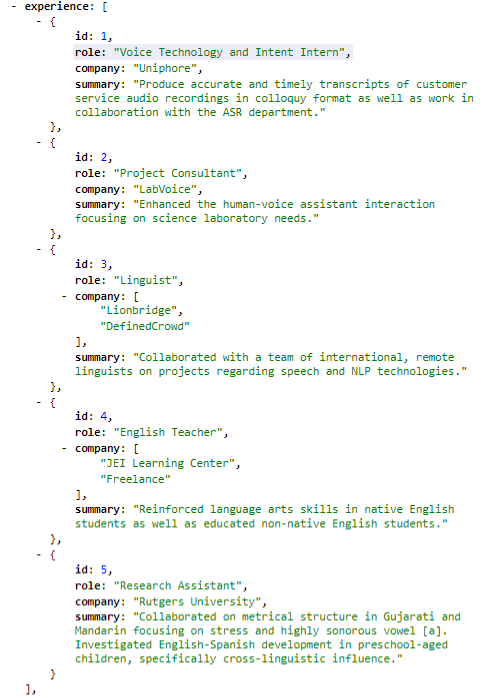 - experience: [
- {
id: 1,
role: "Voice Technology and Intent Intern",
company: "Uniphore",
summary: "Produce accurate and timely transcripts of customer
service audio recordings in colloquy format as well as work in
collaboration with the ASR department."
},
- {
id: 2,
role: "Project Consultant",
company: "LabVoice",
summary: "Enhanced the human-voice assistant interaction
focusing on science laboratory needs."
},
- {
id: 3,
role: "Linguist",
- company: [
"Lionbridge",
"DefinedCrowd"
],
summary: "Collaborated with a team of international, remote
linguists on projects regarding speech and NLP technologies."
},
- {
id: 4,
role: "English Teacher",
- company: [
"JEI Learning Center",
"Freelance"
],
summary: "Reinforced language arts skills in native English
students as well as educated non-native English students."
},
- {
id: 5,
role: "Research Assistant",
company: "Rutgers University",
summary: "Collaborated on metrical structure in Gujarati and
Mandarin focusing on stress and highly sonorous vowel [a].
Investigated English-Spanish development in preschool-aged
children, specifically cross-linguistic influence."
}
],